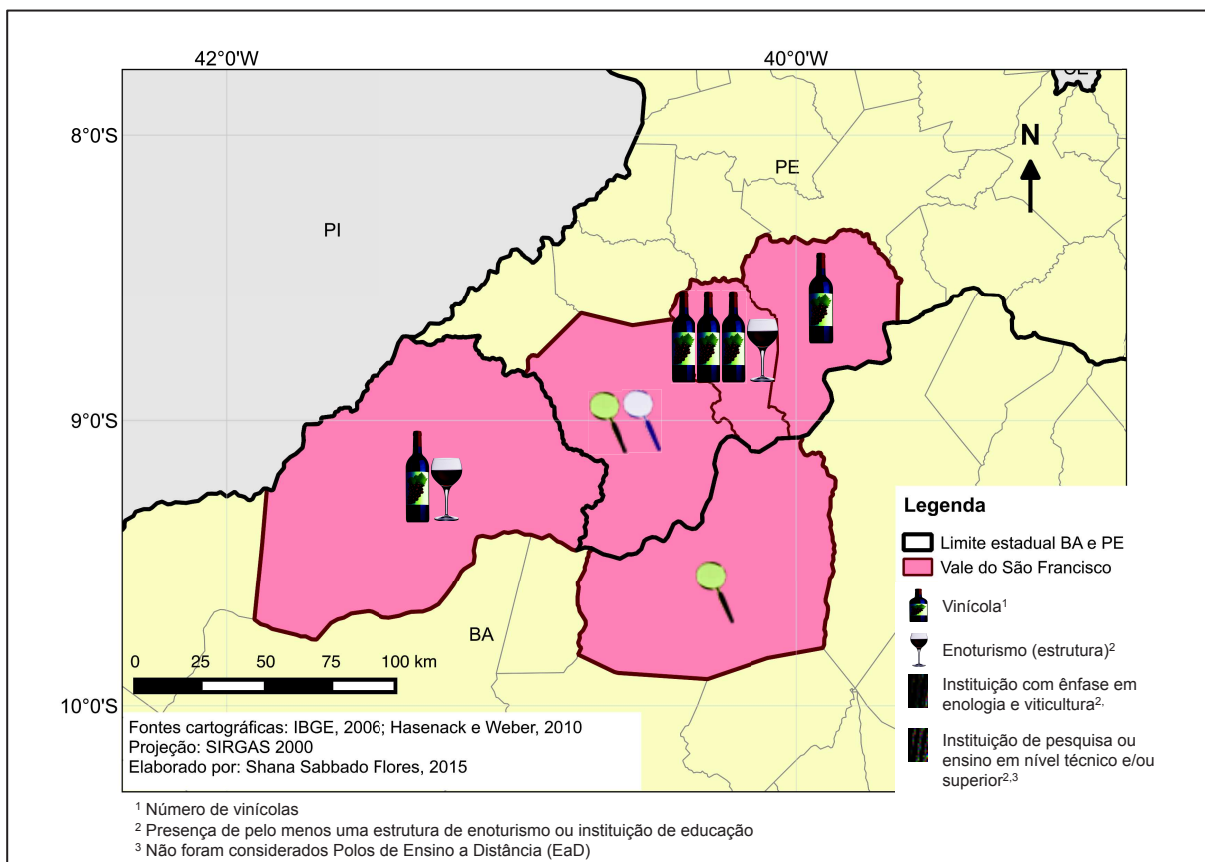 42°0'W
40°0'W
8°0'S
9°0'S
10°0'S
N
PE
PI
BA
0 25 50 75 100 km
Legenda
Limite estadual BA e PE
Vale do São Francisco
Vinícola¹
Enoturismo (estrutura)²
Instituição com ênfase em
enologia e viticultura²,
Instituição de pesquisa ou
ensino em nível técnico e/ou
superior²,³
Fontes cartográficas: IBGE, 2006; Hasenack e Weber, 2010
Projeção: SIRGAS 2000
Elaborado por: Shana Sabbado Flores, 2015
¹ Número de vinícolas
² Presença de pelo menos uma estrutura de enoturismo ou instituição de educação
³ Não foram considerados Polos de Ensino a Distância (EaD)